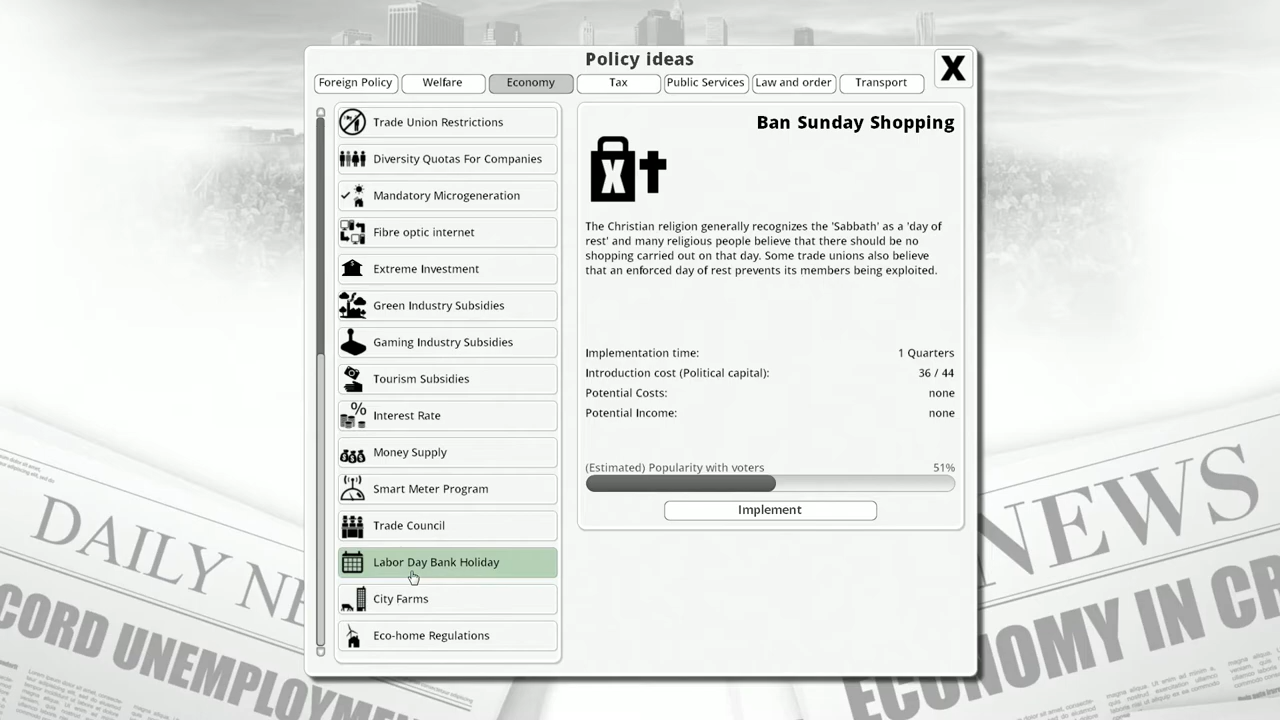 Policy ideas
X
Foreign Policy
Welfare
Economy
Tax
Public Services
Law and order
Transport
Trade Union Restrictions
Diversity Quotas For Companies
Mandatory Microgeneration
Fibre optic internet
Extreme Investment
Green Industry Subsidies
Gaming Industry Subsidies
Tourism Subsidies
Interest Rate
Money Supply
Smart Meter Program
Trade Council
Labor Day Bank Holiday
City Farms
Eco-home Regulations
Ban Sunday Shopping
X
The Christian religion generally recognizes the 'Sabbath' as a 'day of
rest' and many religious people believe that there should be no
shopping carried out on that day. Some trade unions also believe
that an enforced day of rest prevents its members being exploited.
Implementation time: 1 Quarters
Introduction cost (Political capital): 36 / 44
Potential Costs: none
Potential Income: none
(Estimated) Popularity with voters 51%
Implement
DAILY NE
CORD UNEMPLOYM
NEWS
ECONOMY IN CR